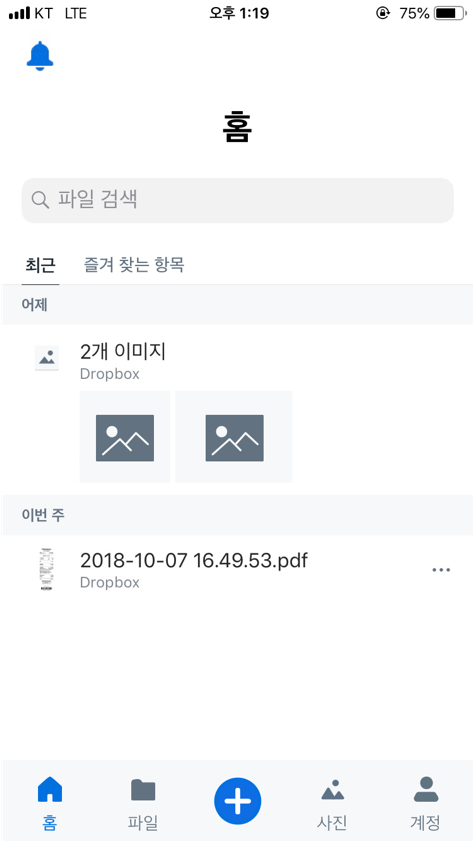 KT LTE 오후 1:19 75%
홈
파일 검색
최근 즐겨 찾는 항목
어제
2개 이미지
Dropbox
이번 주
2018-10-07 16.49.53.pdf
Dropbox
홈 파일 사진 계정